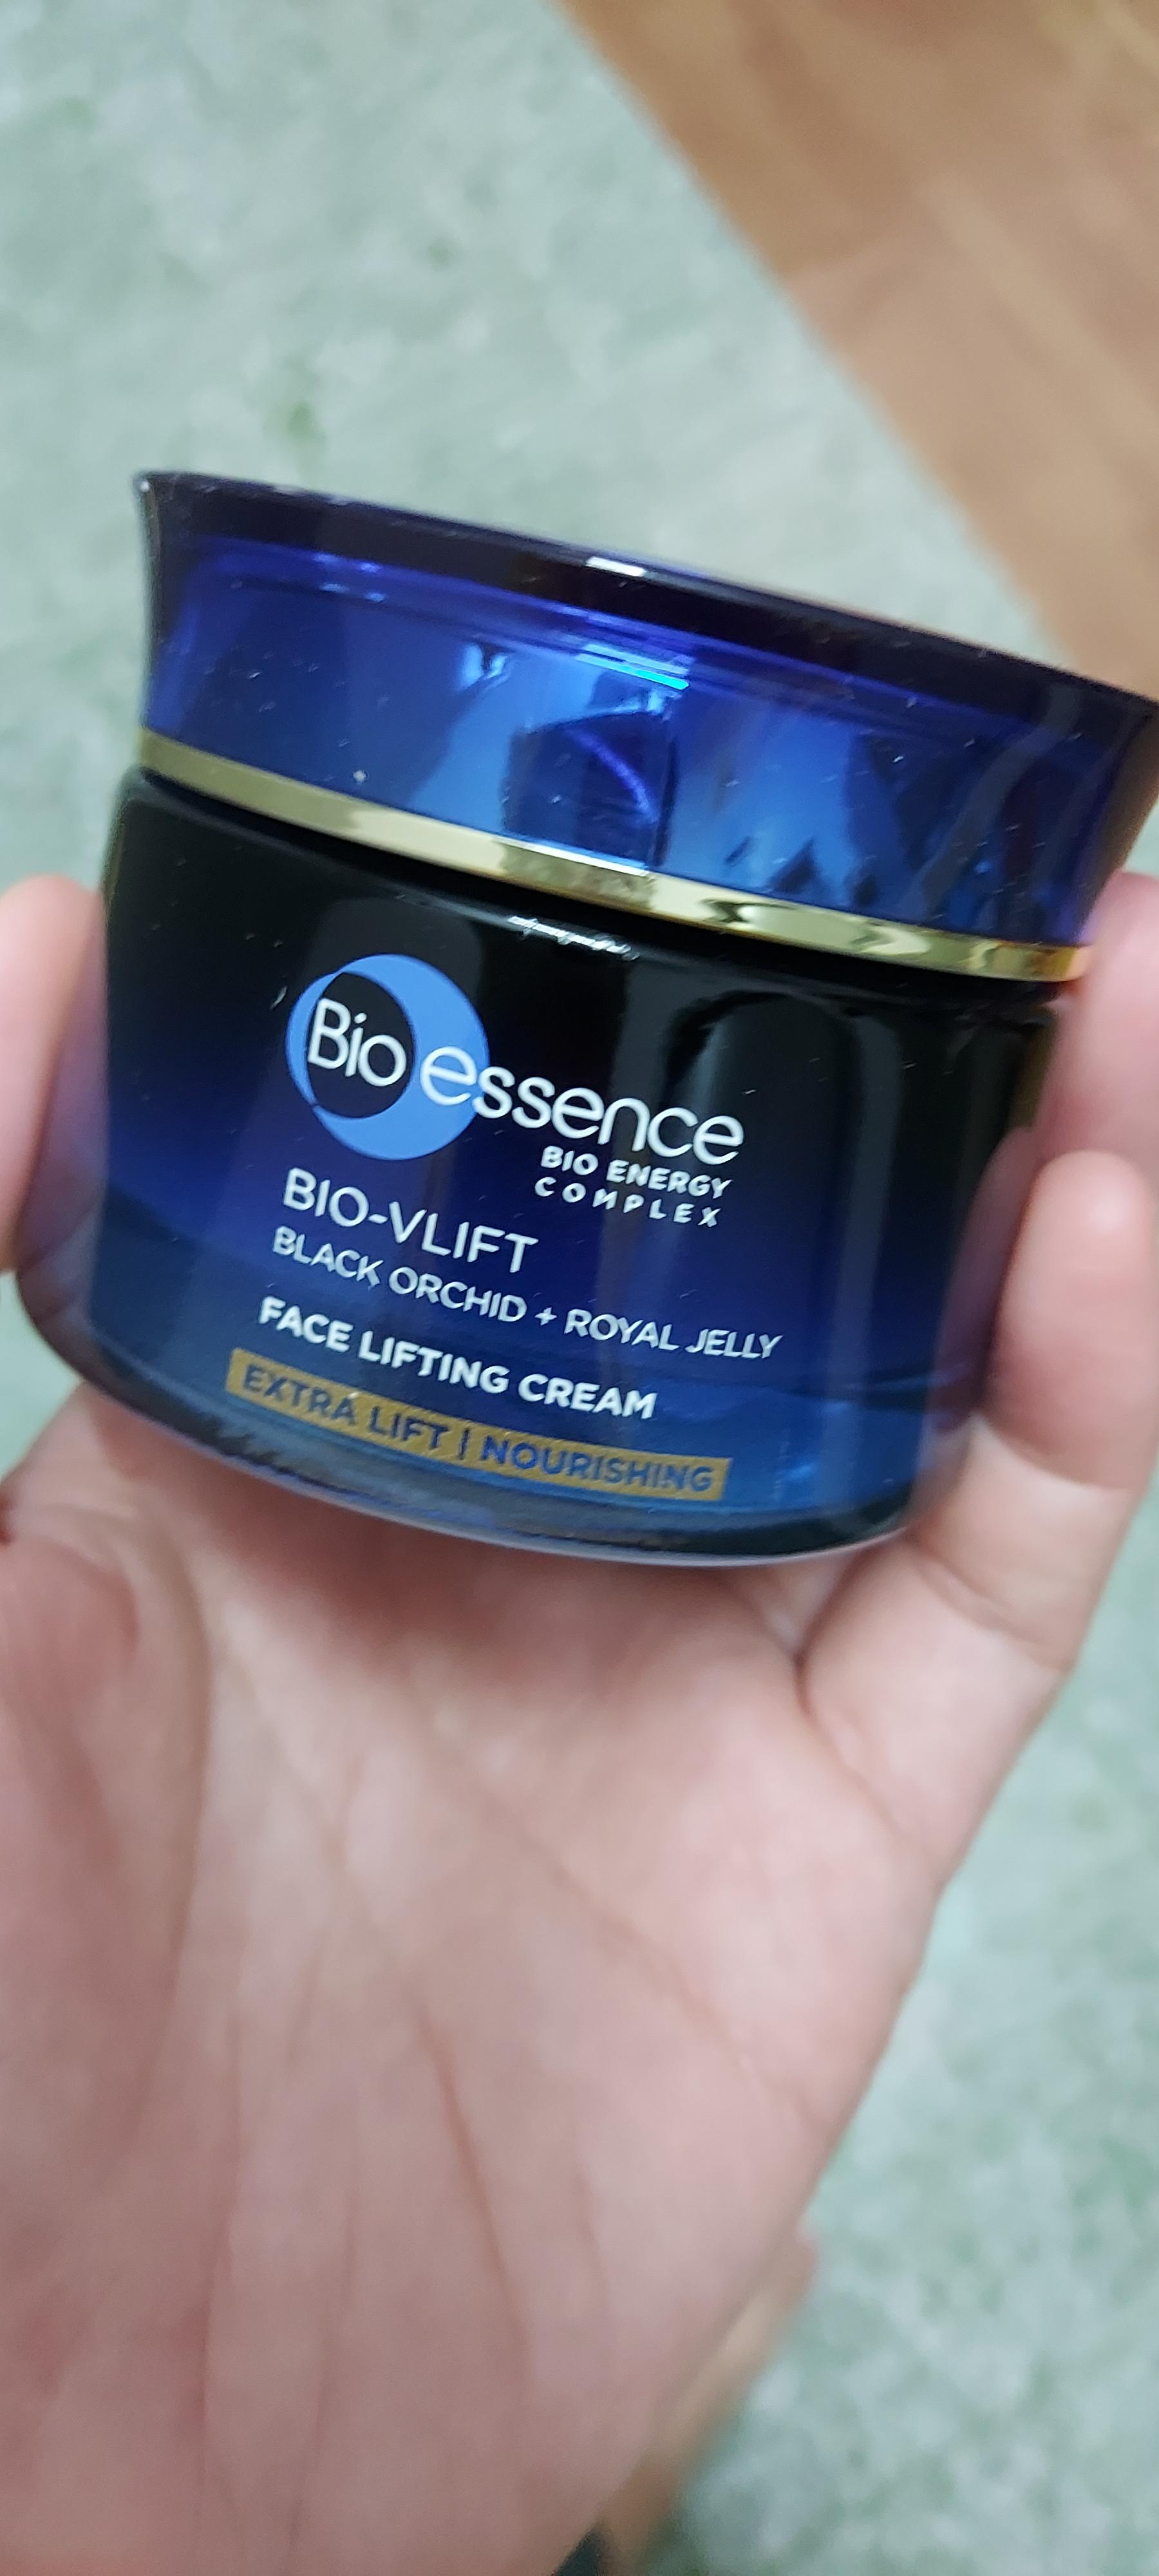 Bio essence
BIO ENERGY
COMPLEX
BIO-VLIFT
BLACK ORCHID + ROYAL JELLY
FACE LIFTING CREAM
EXTRA LIFT | NOURISHING